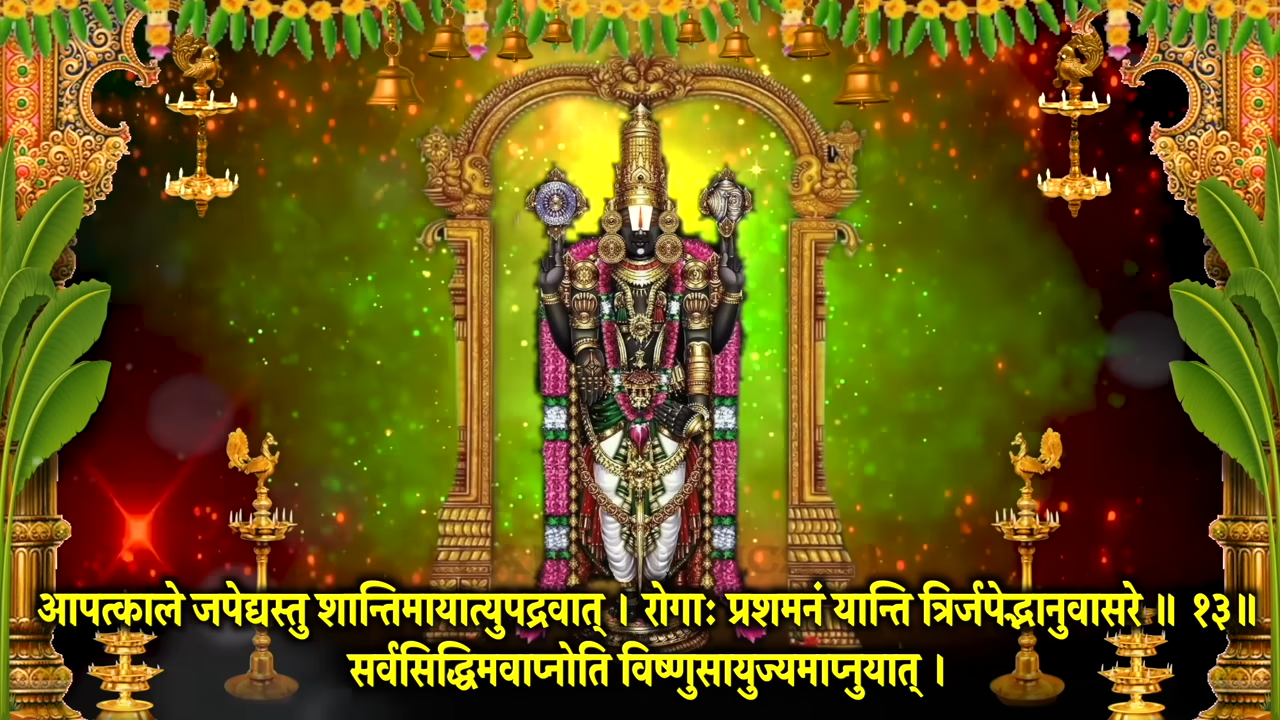 आपत्काले जपेद्यस्तु शान्तिमायात्युपद्रवात् । रोगाः प्रशमनं यान्ति त्रिर्जपेद्भानुवासरे ॥ १३॥
सर्वसिद्धिमवाप्नोति विष्णुसायुज्यमाप्नुयात् ।